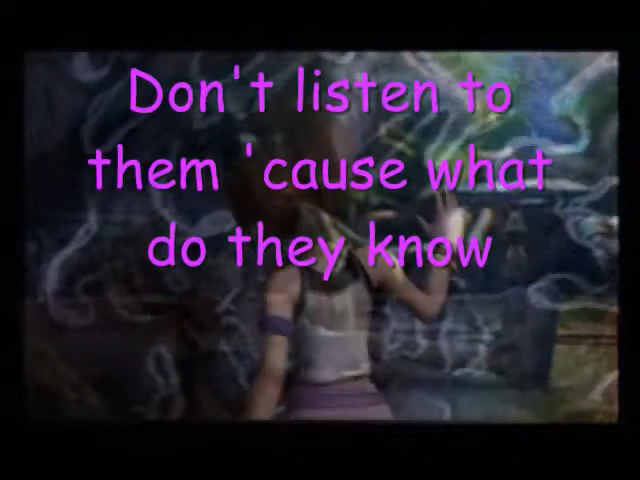 Don't listen to
them 'cause what
do they know